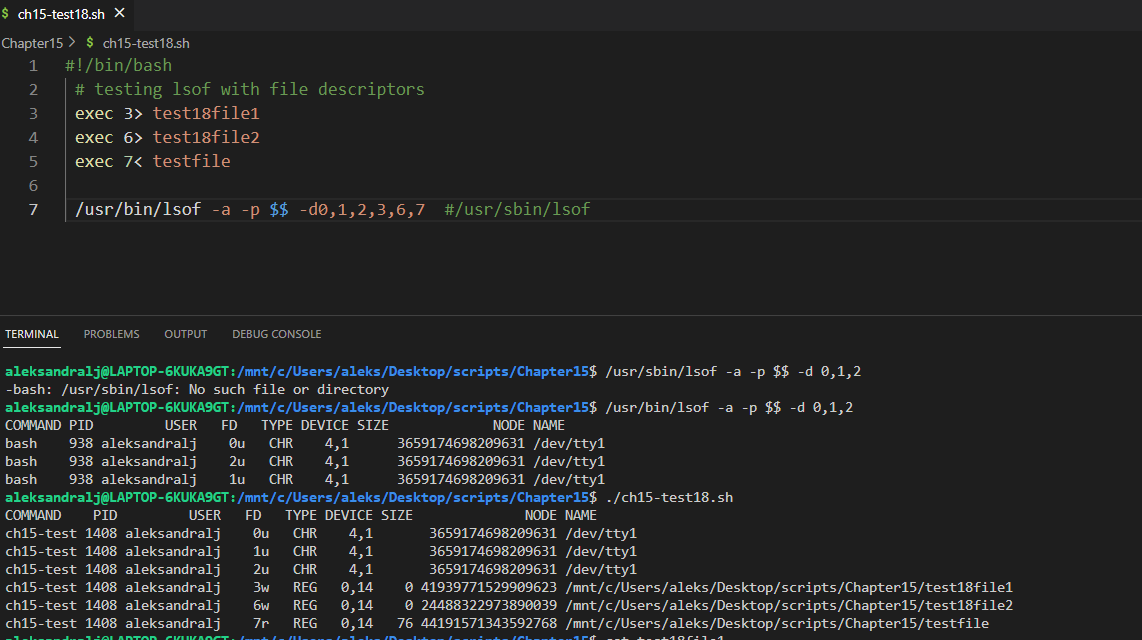 $ ch15-test18.sh ×
Chapter15 > $ ch15-test18.sh
1 #!/bin/bash
2 # testing lsof with file descriptors
3 exec 3> test18file1
4 exec 6> test18file2
5 exec 7< testfile
6
7 /usr/bin/lsof -a -p $$ -d0,1,2,3,6,7  #/usr/sbin/lsof
TERMINAL PROBLEMS OUTPUT DEBUG CONSOLE
aleksandralj@LAPTOP-6KUKA9GT:/mnt/c/Users/aleks/Desktop/scripts/Chapter15$ /usr/sbin/lsof -a -p $$ -d 0,1,2
-bash: /usr/sbin/lsof: No such file or directory
aleksandralj@LAPTOP-6KUKA9GT:/mnt/c/Users/aleks/Desktop/scripts/Chapter15$ /usr/bin/lsof -a -p $$ -d 0,1,2
COMMAND PID         USER   FD   TYPE DEVICE SIZE             NODE NAME
bash    938 aleksandralj    0u   CHR    4,1      3659174698209631 /dev/tty1
bash    938 aleksandralj    2u   CHR    4,1      3659174698209631 /dev/tty1
bash    938 aleksandralj    1u   CHR    4,1      3659174698209631 /dev/tty1
aleksandralj@LAPTOP-6KUKA9GT:/mnt/c/Users/aleks/Desktop/scripts/Chapter15$ ./ch15-test18.sh
COMMAND    PID         USER   FD   TYPE DEVICE SIZE              NODE NAME
ch15-test 1408 aleksandralj    0u   CHR    4,1       3659174698209631 /dev/tty1
ch15-test 1408 aleksandralj    1u   CHR    4,1       3659174698209631 /dev/tty1
ch15-test 1408 aleksandralj    2u   CHR    4,1       3659174698209631 /dev/tty1
ch15-test 1408 aleksandralj    3w   REG   0,14    0 41939771529909623 /mnt/c/Users/aleks/Desktop/scripts/Chapter15/test18file1
ch15-test 1408 aleksandralj    6w   REG   0,14    0 24488322973890039 /mnt/c/Users/aleks/Desktop/scripts/Chapter15/test18file2
ch15-test 1408 aleksandralj    7r   REG   0,14   76 44191571343592768 /mnt/c/Users/aleks/Desktop/scripts/Chapter15/testfile
aleksandralj@LAPTOP-6KUKA9GT:/mnt/c/Users/aleks/Desktop/scripts/Chapter15$ cat test18file1